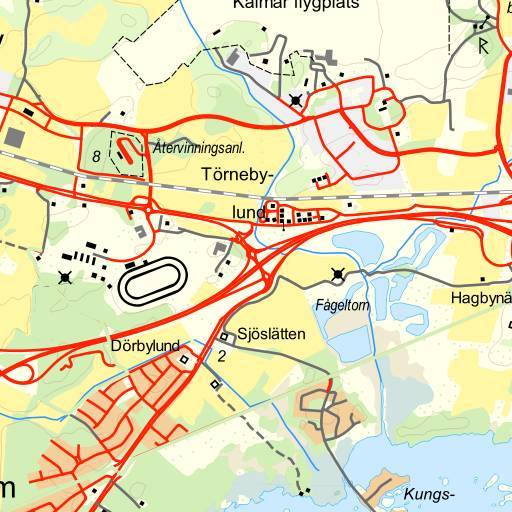 Kalmar flygplats
b
R
8
Återvinningsanl.
Törneby-
lund
Fågeltorn
Hagbynä
Dörbylund
Sjöslätten
2
m
Kungs-